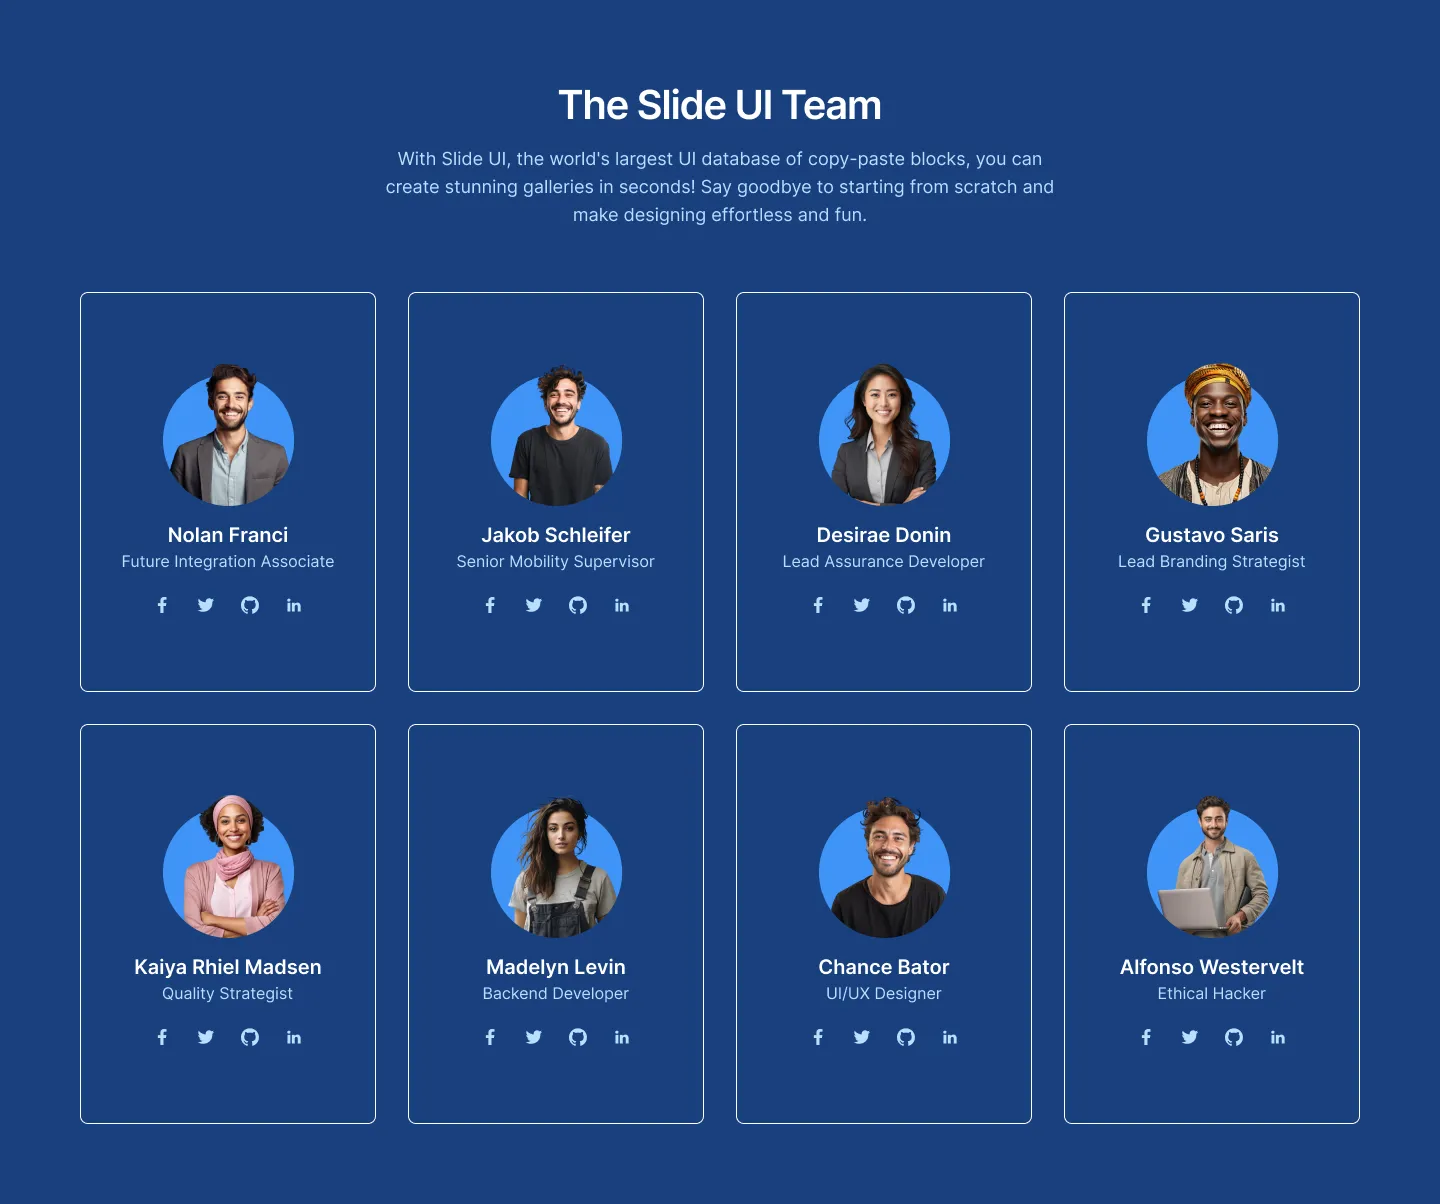 The Slide UI Team
With Slide UI, the world's largest UI database of copy-paste blocks, you can
create stunning galleries in seconds! Say goodbye to starting from scratch and
make designing effortless and fun.
Nolan Franci
Future Integration Associate
Jakob Schleifer
Senior Mobility Supervisor
Desirae Donin
Lead Assurance Developer
Gustavo Saris
Lead Branding Strategist
Kaiya Rhiel Madsen
Quality Strategist
Madelyn Levin
Backend Developer
Chance Bator
UI/UX Designer
Alfonso Westervelt
Ethical Hacker